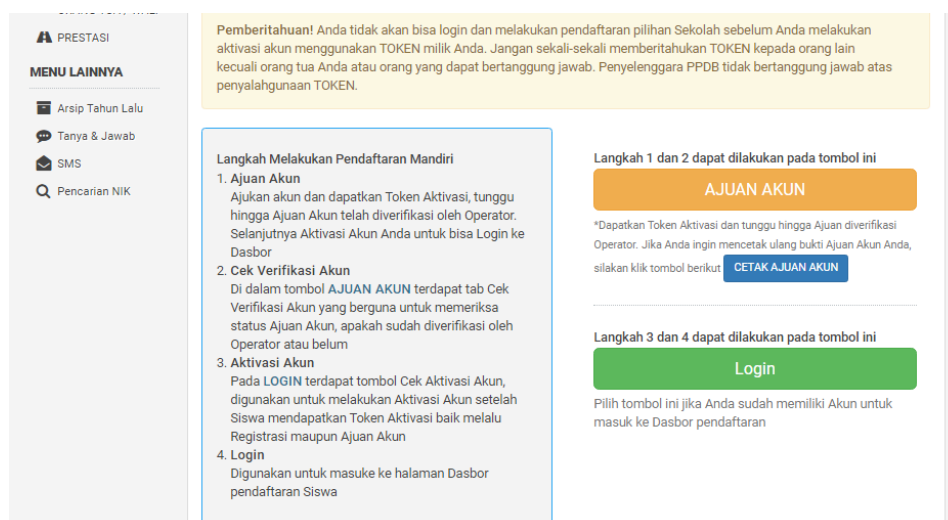 PRESTASI
MENU LAINNYA
Arsip Tahun Lalu
Tanya & Jawab
SMS
Pencarian NIK
Pemberitahuan! Anda tidak akan bisa login dan melakukan pendaftaran pilihan Sekolah sebelum Anda melakukan
aktivasi akun menggunakan TOKEN milik Anda. Jangan sekali-sekali memberitahukan TOKEN kepada orang lain
kecuali orang tua Anda atau orang yang dapat bertanggung jawab. Penyelenggara PPDB tidak bertanggung jawab atas
penyalahgunaan TOKEN.
Langkah Melakukan Pendaftaran Mandiri
1. Ajuan Akun
Ajukan akun dan dapatkan Token Aktivasi, tunggu
hingga Ajuan Akun telah diverifikasi oleh Operator.
Selanjutnya Aktivasi Akun Anda untuk bisa Login ke
Dasbor
2. Cek Verifikasi Akun
Di dalam tombol AJUAN AKUN terdapat tab Cek
Verifikasi Akun yang berguna untuk memeriksa
status Ajuan Akun, apakah sudah diverifikasi oleh
Operator atau belum
3. Aktivasi Akun
Pada LOGIN terdapat tombol Cek Aktivasi Akun,
digunakan untuk melakukan Aktivasi Akun setelah
Siswa mendapatkan Token Aktivasi baik melalu
Registrasi maupun Ajuan Akun
4. Login
Digunakan untuk masuke ke halaman Dasbor
pendaftaran Siswa
Langkah 1 dan 2 dapat dilakukan pada tombol ini
AJUAN AKUN
*Dapatkan Token Aktivasi dan tunggu hingga Ajuan diverifikasi
Operator. Jika Anda ingin mencetak ulang bukti Ajuan Akun Anda,
silakan klik tombol berikut CETAK AJUAN AKUN
Langkah 3 dan 4 dapat dilakukan pada tombol ini
Login
Pilih tombol ini jika Anda sudah memiliki Akun untuk
masuk ke Dasbor pendaftaran